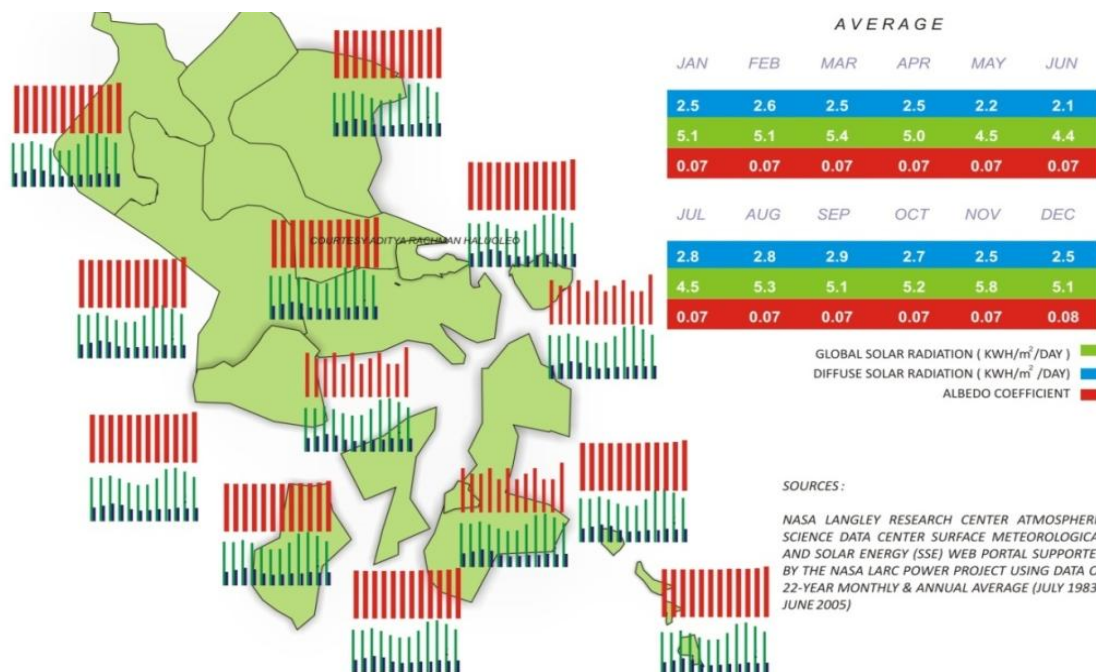 AVERAGE
JAN FEB MAR APR MAY JUN
2.5 2.6 2.5 2.5 2.2 2.1
5.1 5.1 5.4 5.0 4.5 4.4
0.07 0.07 0.07 0.07 0.07 0.07
JUL AUG SEP OCT NOV DEC
2.8 2.8 2.9 2.7 2.5 2.5
4.5 5.3 5.1 5.2 5.8 5.1
0.07 0.07 0.07 0.07 0.07 0.08
GLOBAL SOLAR RADIATION ( KWH/m² /DAY )
DIFFUSE SOLAR RADIATION ( KWH/m² /DAY)
ALBEDO COEFFICIENT
COURTESY ADITYA RACHMAN HALUOLEO
SOURCES :
NASA LANGLEY RESEARCH CENTER ATMOSPHERI
SCIENCE DATA CENTER SURFACE METEOROLOGICA
AND SOLAR ENERGY (SSE) WEB PORTAL SUPPORTE
BY THE NASA LARC POWER PROJECT USING DATA O
22-YEAR MONTHLY & ANNUAL AVERAGE (JULY 1983
JUNE 2005)